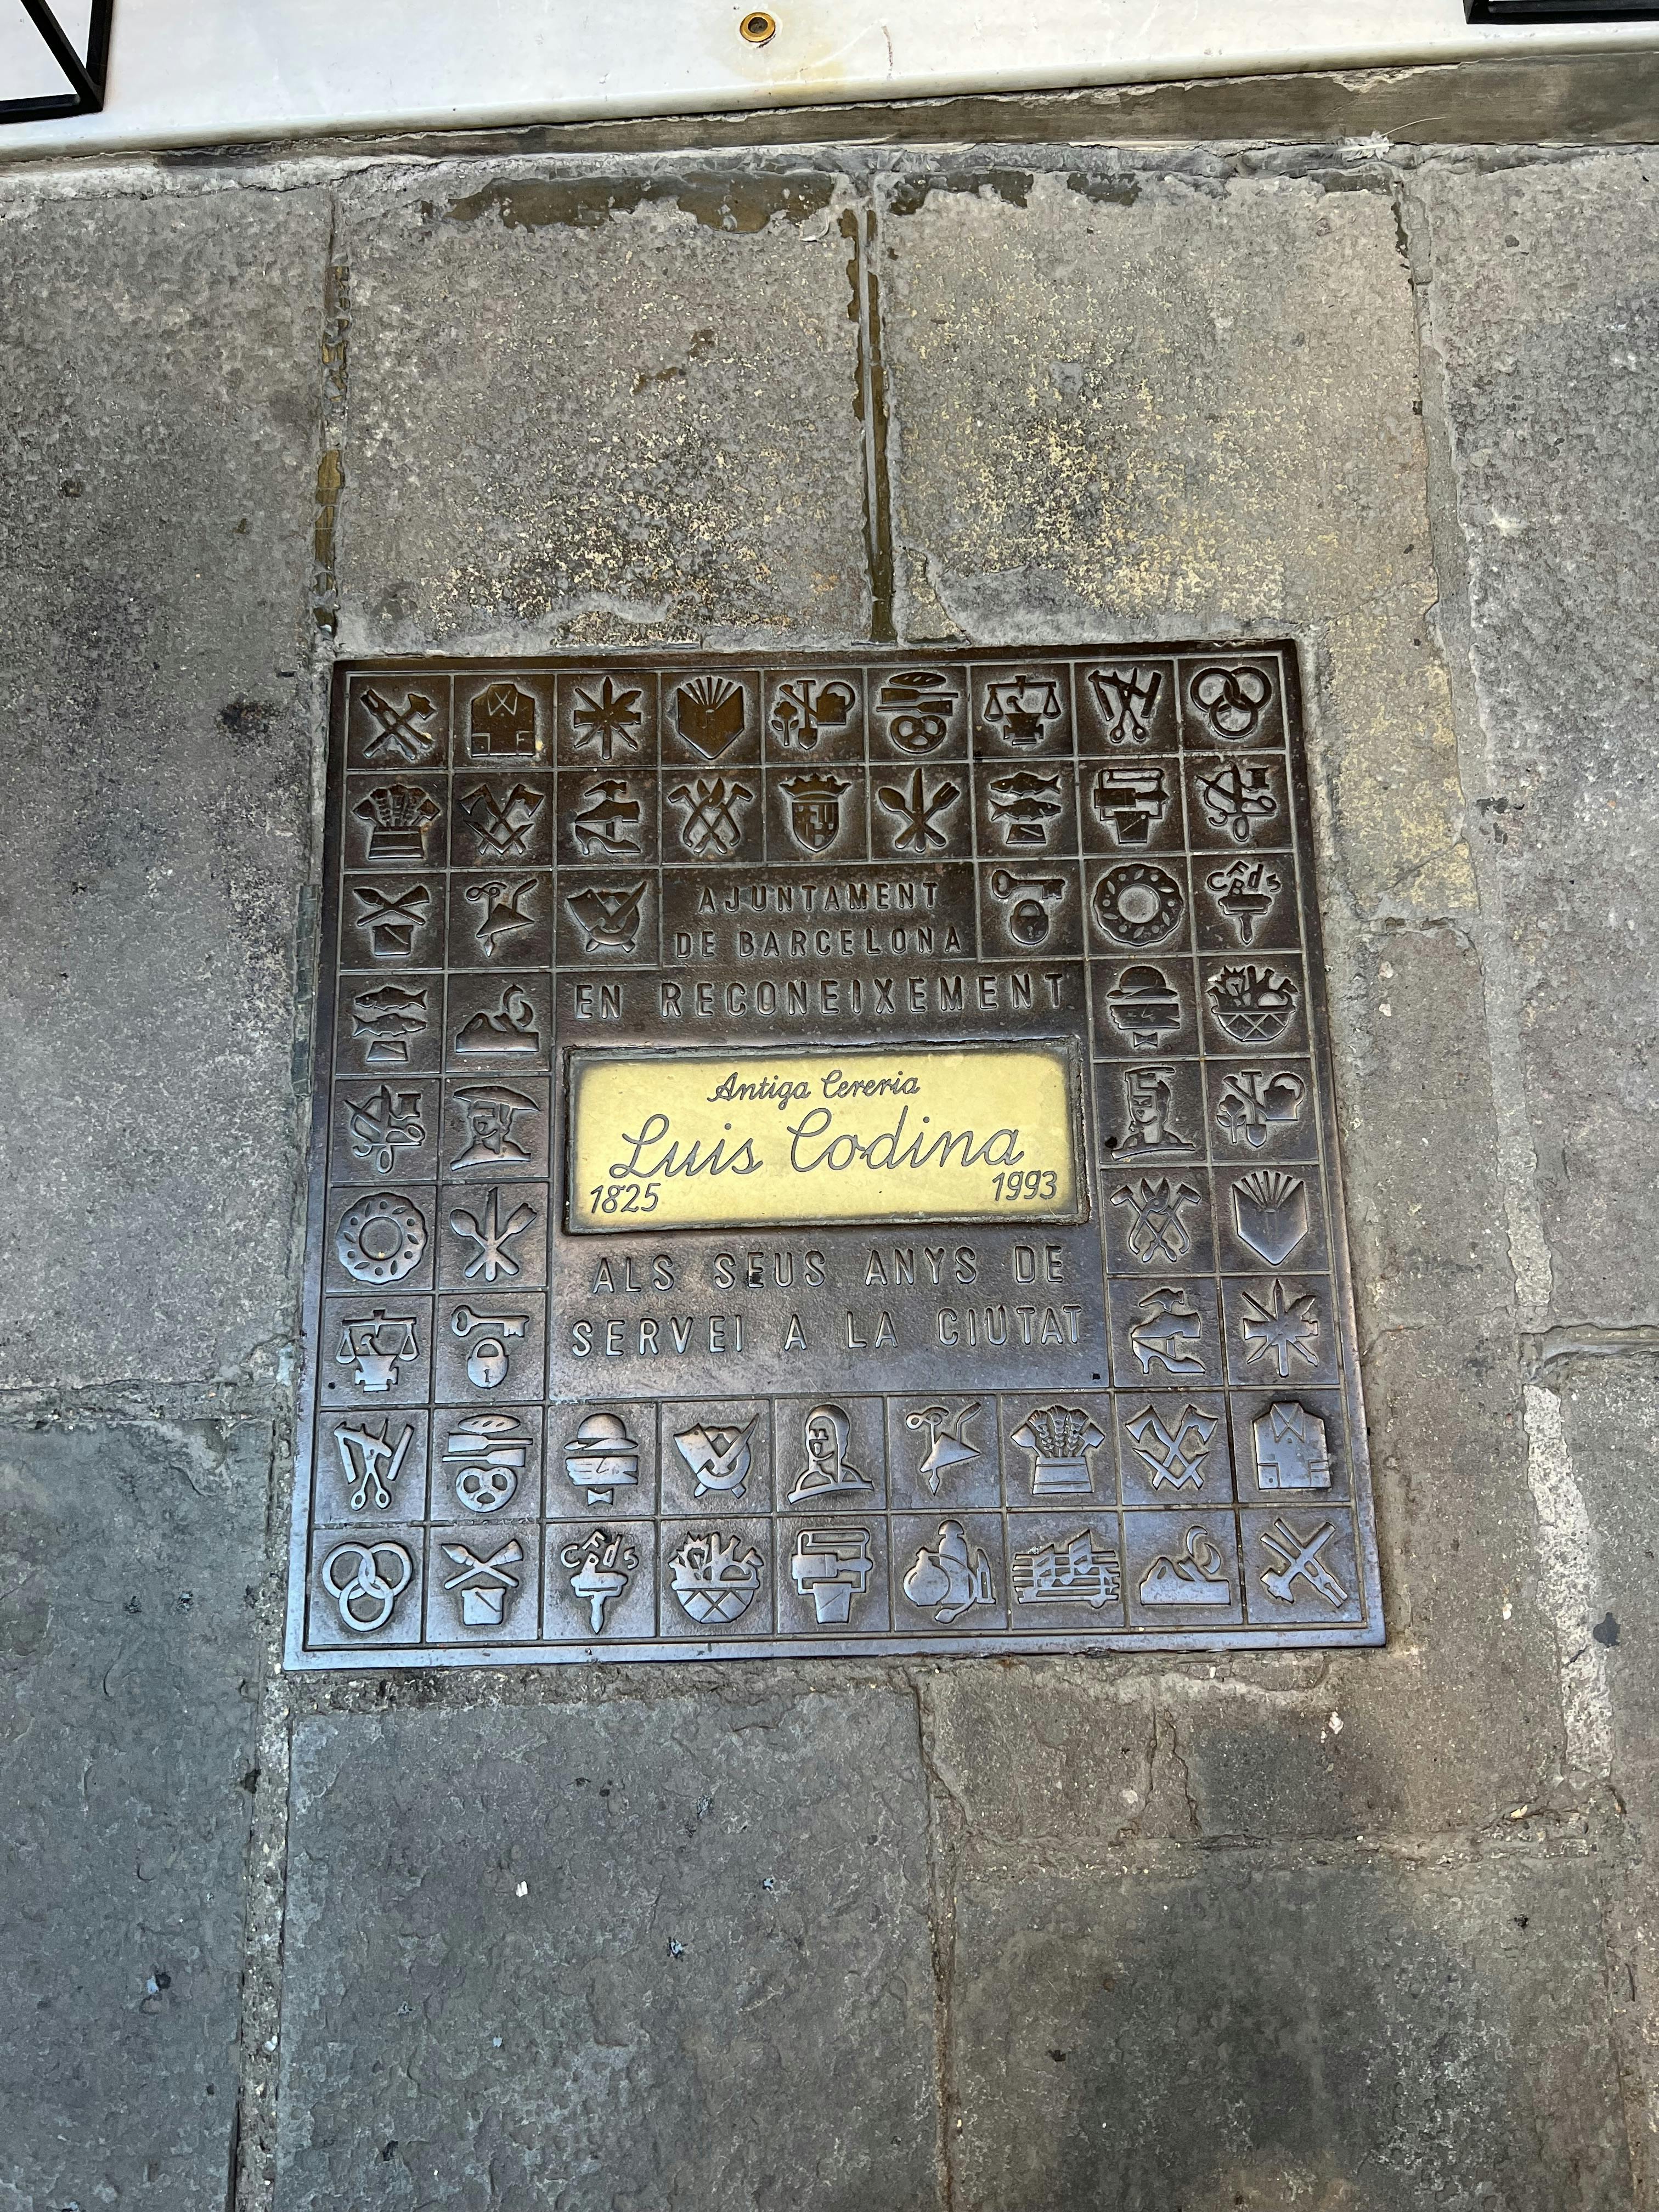 AJUNTAMENT
DE BARCELONA
EN RECONEIXEMENT
Antiga Cereria
Luis Codina
1825 1993
ALS SEUS ANYS DE
SERVEI A LA CIUTAT